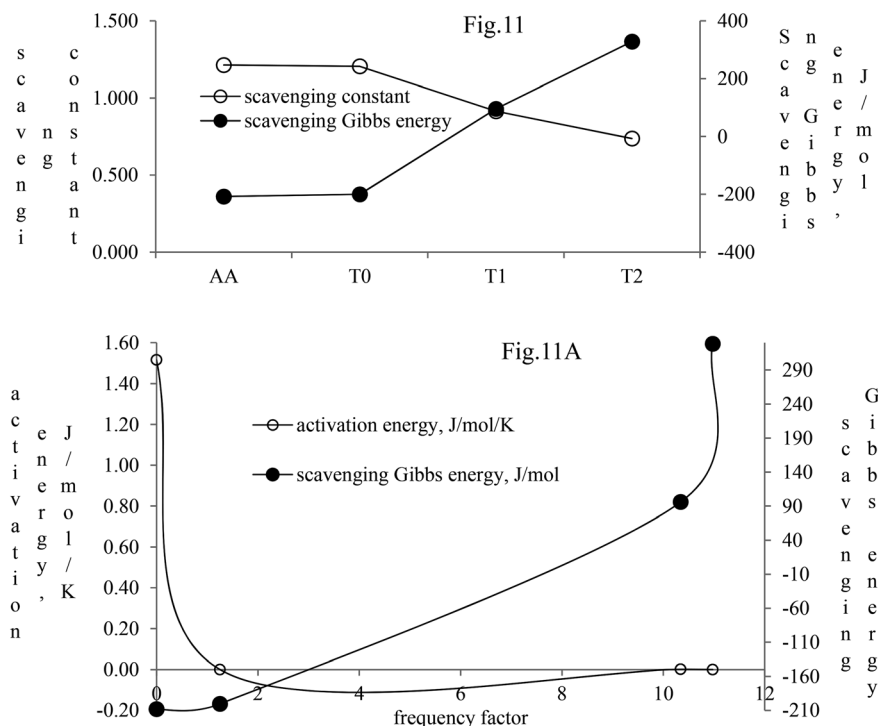 Fig.11
scavenging
constant
1.500
1.000
0.500
0.000
scavenging constant
scavenging Gibbs energy
400
200
0
-200
-400
Scavenging Gibbs
energy,
J/mol
AA T0 T1 T2
Fig.11A
activation
energy,
J/mol/K
1.60
1.40
1.20
1.00
0.80
0.60
0.40
0.20
0.00
-0.20
activation energy, J/mol/K
scavenging Gibbs energy, J/mol
290
240
190
140
90
40
-10
-60
-110
-160
-210
scavenging
Gibbs energy
0 2 4 6 8 10 12
frequency factor